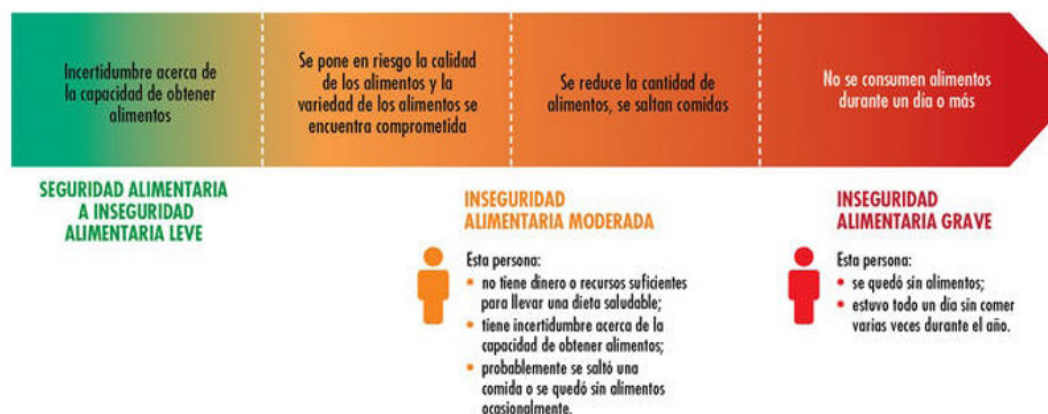 Incertidumbre acerca de
la capacidad de obtener
alimentos
Se pone en riesgo la calidad
de los alimentos y la
variedad de los alimentos se
encuentra comprometida
Se reduce la cantidad de
alimentos, se saltan comidas
No se consumen alimentos
durante un día o más
SEGURIDAD ALIMENTARIA
A INSEGURIDAD
ALIMENTARIA LEVE
INSEGURIDAD
ALIMENTARIA MODERADA
Esta persona:
• no tiene dinero o recursos suficientes
para llevar una dieta saludable;
• tiene incertidumbre acerca de la
capacidad de obtener alimentos;
• probablemente se saltó una
comida o se quedó sin alimentos
ocasionalmente.
INSEGURIDAD
ALIMENTARIA GRAVE
Esta persona:
• se quedó sin alimentos;
• estuvo todo un día sin comer
varias veces durante el año.